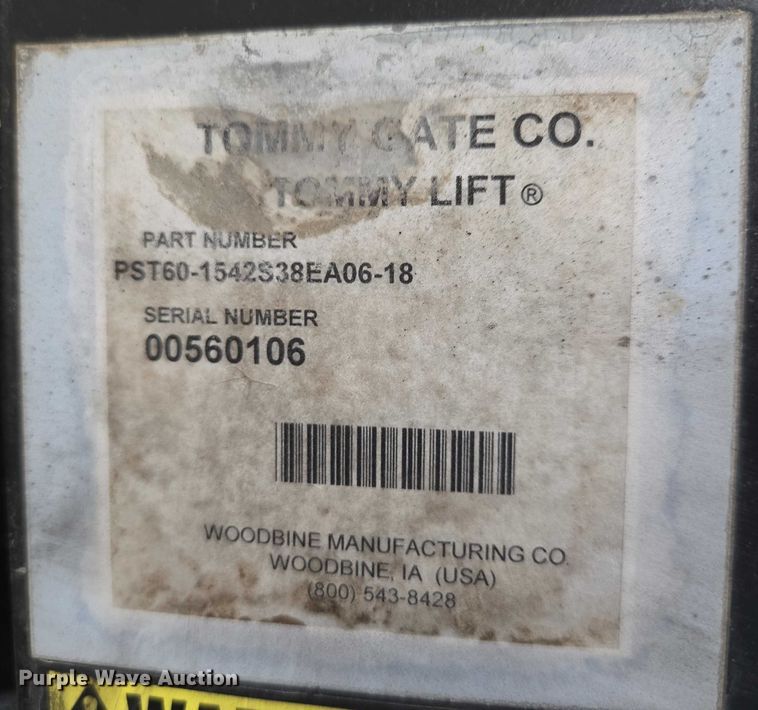 TOMMY GATE CO.
TOMMY LIFT®
PART NUMBER
PST60-1542S38EA06-18
SERIAL NUMBER
00560106
WOODBINE MANUFACTURING CO.
WOODBINE, IA (USA)
(800) 543-8428
Purple Wave Auction